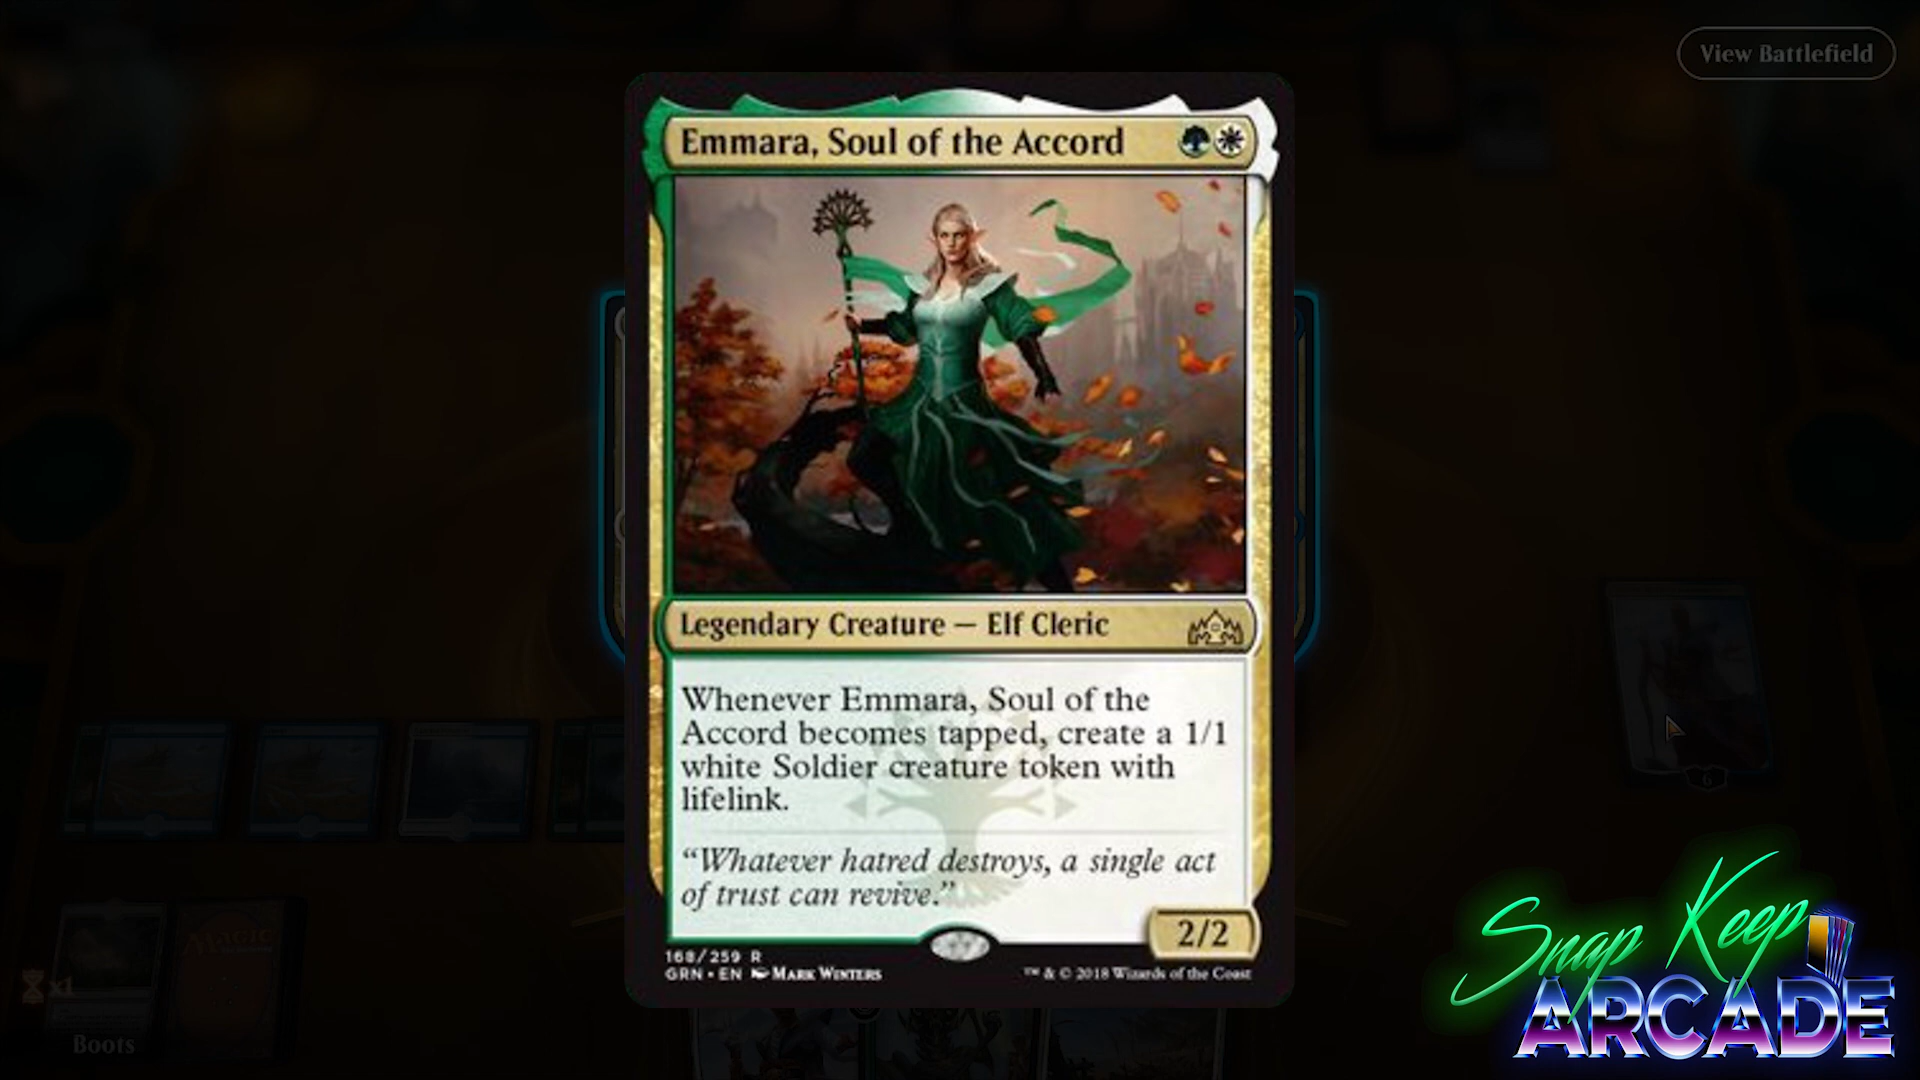 View Battlefield
Emmara, Soul of the Accord
Legendary Creature — Elf Cleric
Whenever Emmara, Soul of the
Accord becomes tapped, create a 1/1
white Soldier creature token with
lifelink.
“Whatever hatred destroys, a single act
of trust can revive.”
2/2
168/259 R
GRN • EN Mark Winters
™ & © 2018 Wizards of the Coast
6
x1
Magic
Boots
Snap Keep
ARCADE